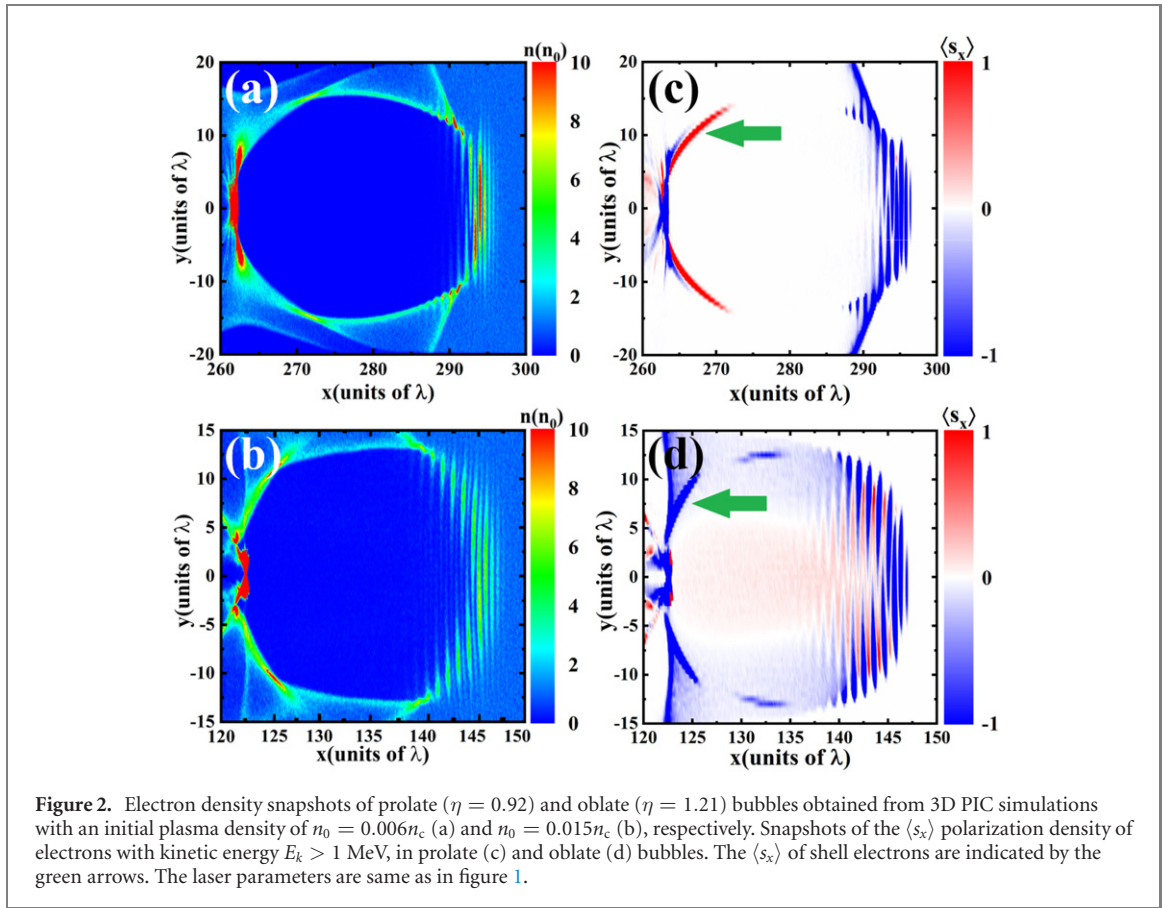 n(n₀)
(a)
20
10
0
-10
-20
y(units of λ)
260 270 280 290 300
x(units of λ)
10
8
6
4
2
0
⟨sₓ⟩
(c)
20
10
0
-10
-20
y(units of λ)
260 270 280 290 300
x(units of λ)
1
0
-1
n(n₀)
(b)
15
10
5
0
-5
-10
-15
y(units of λ)
120 125 130 135 140 145 150
x(units of λ)
10
8
6
4
2
0
⟨sₓ⟩
(d)
15
10
5
0
-5
-10
-15
y(units of λ)
120 125 130 135 140 145 150
x(units of λ)
1
0
-1
Figure 2. Electron density snapshots of prolate (η = 0.92) and oblate (η = 1.21) bubbles obtained from 3D PIC simulations
with an initial plasma density of n₀ = 0.006n_c (a) and n₀ = 0.015n_c (b), respectively. Snapshots of the ⟨sₓ⟩ polarization density of
electrons with kinetic energy Eₖ > 1 MeV, in prolate (c) and oblate (d) bubbles. The ⟨sₓ⟩ of shell electrons are indicated by the
green arrows. The laser parameters are same as in figure 1.